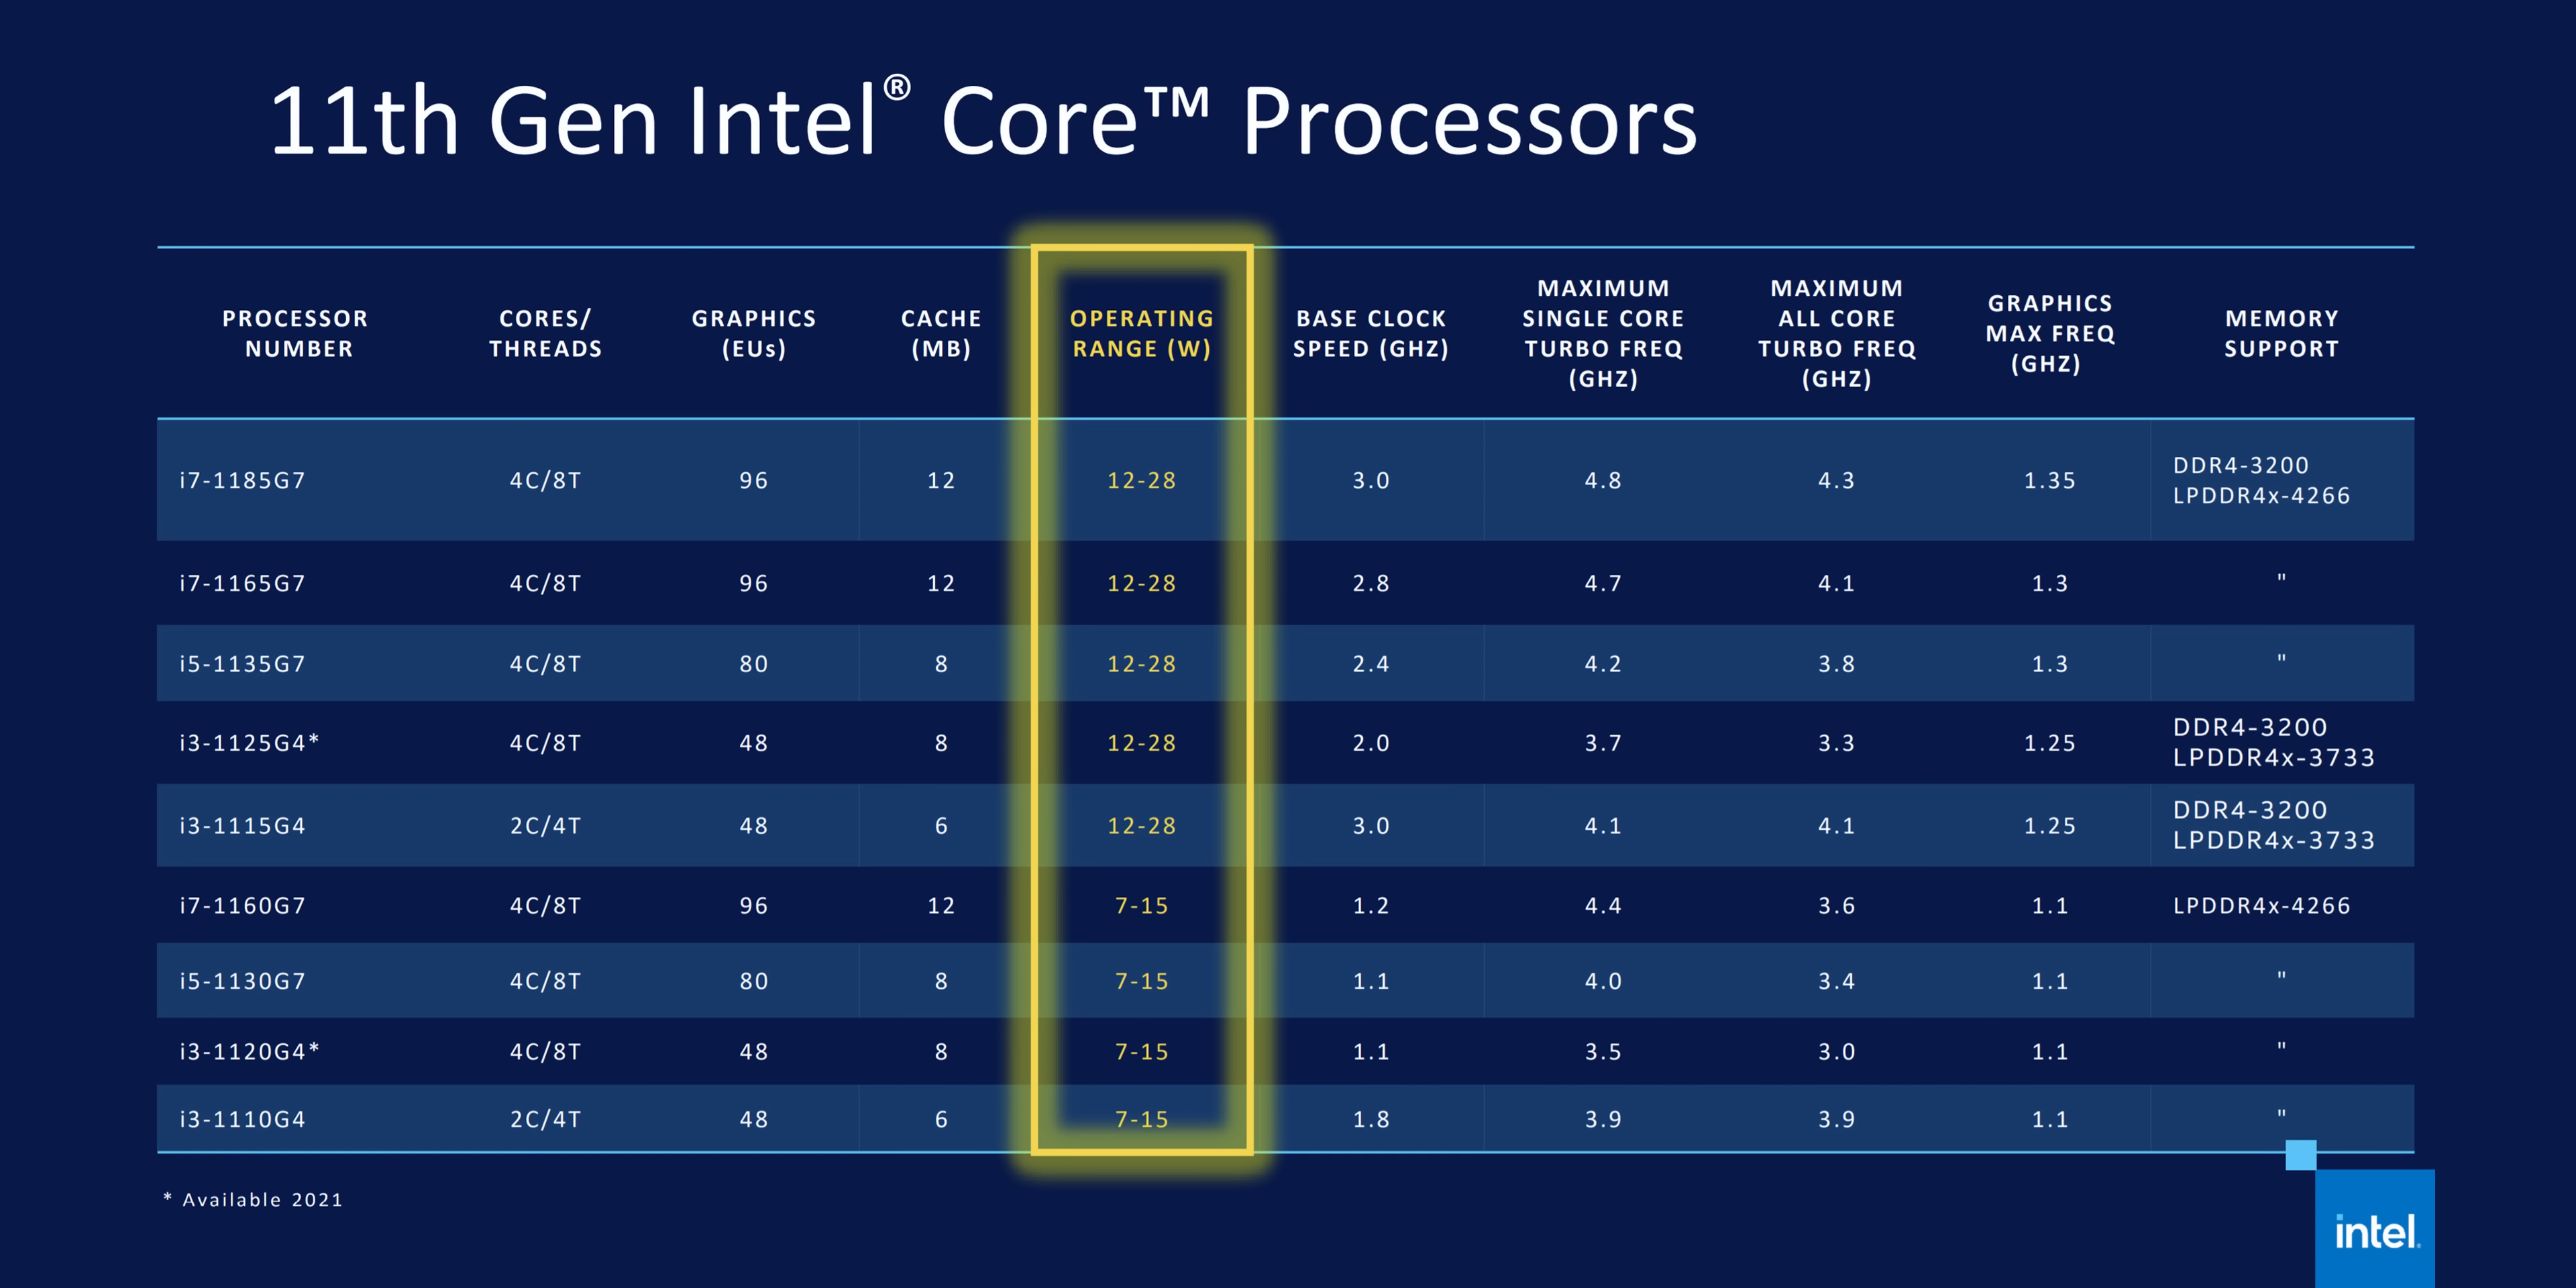 11th Gen Intel® Core™ Processors
PROCESSOR NUMBER CORES/ THREADS GRAPHICS (EUs) CACHE (MB) OPERATING RANGE (W) BASE CLOCK SPEED (GHZ) MAXIMUM SINGLE CORE TURBO FREQ (GHZ) MAXIMUM ALL CORE TURBO FREQ (GHZ) GRAPHICS MAX FREQ (GHZ) MEMORY SUPPORT
i7-1185G7 4C/8T 96 12 12-28 3.0 4.8 4.3 1.35 DDR4-3200 LPDDR4x-4266
i7-1165G7 4C/8T 96 12 12-28 2.8 4.7 4.1 1.3 "
i5-1135G7 4C/8T 80 8 12-28 2.4 4.2 3.8 1.3 "
i3-1125G4* 4C/8T 48 8 12-28 2.0 3.7 3.3 1.25 DDR4-3200 LPDDR4x-3733
i3-1115G4 2C/4T 48 6 12-28 3.0 4.1 4.1 1.25 DDR4-3200 LPDDR4x-3733
i7-1160G7 4C/8T 96 12 7-15 1.2 4.4 3.6 1.1 LPDDR4x-4266
i5-1130G7 4C/8T 80 8 7-15 1.1 4.0 3.4 1.1 "
i3-1120G4* 4C/8T 48 8 7-15 1.1 3.5 3.0 1.1 "
i3-1110G4 2C/4T 48 6 7-15 1.8 3.9 3.9 1.1 "
* Available 2021
intel.